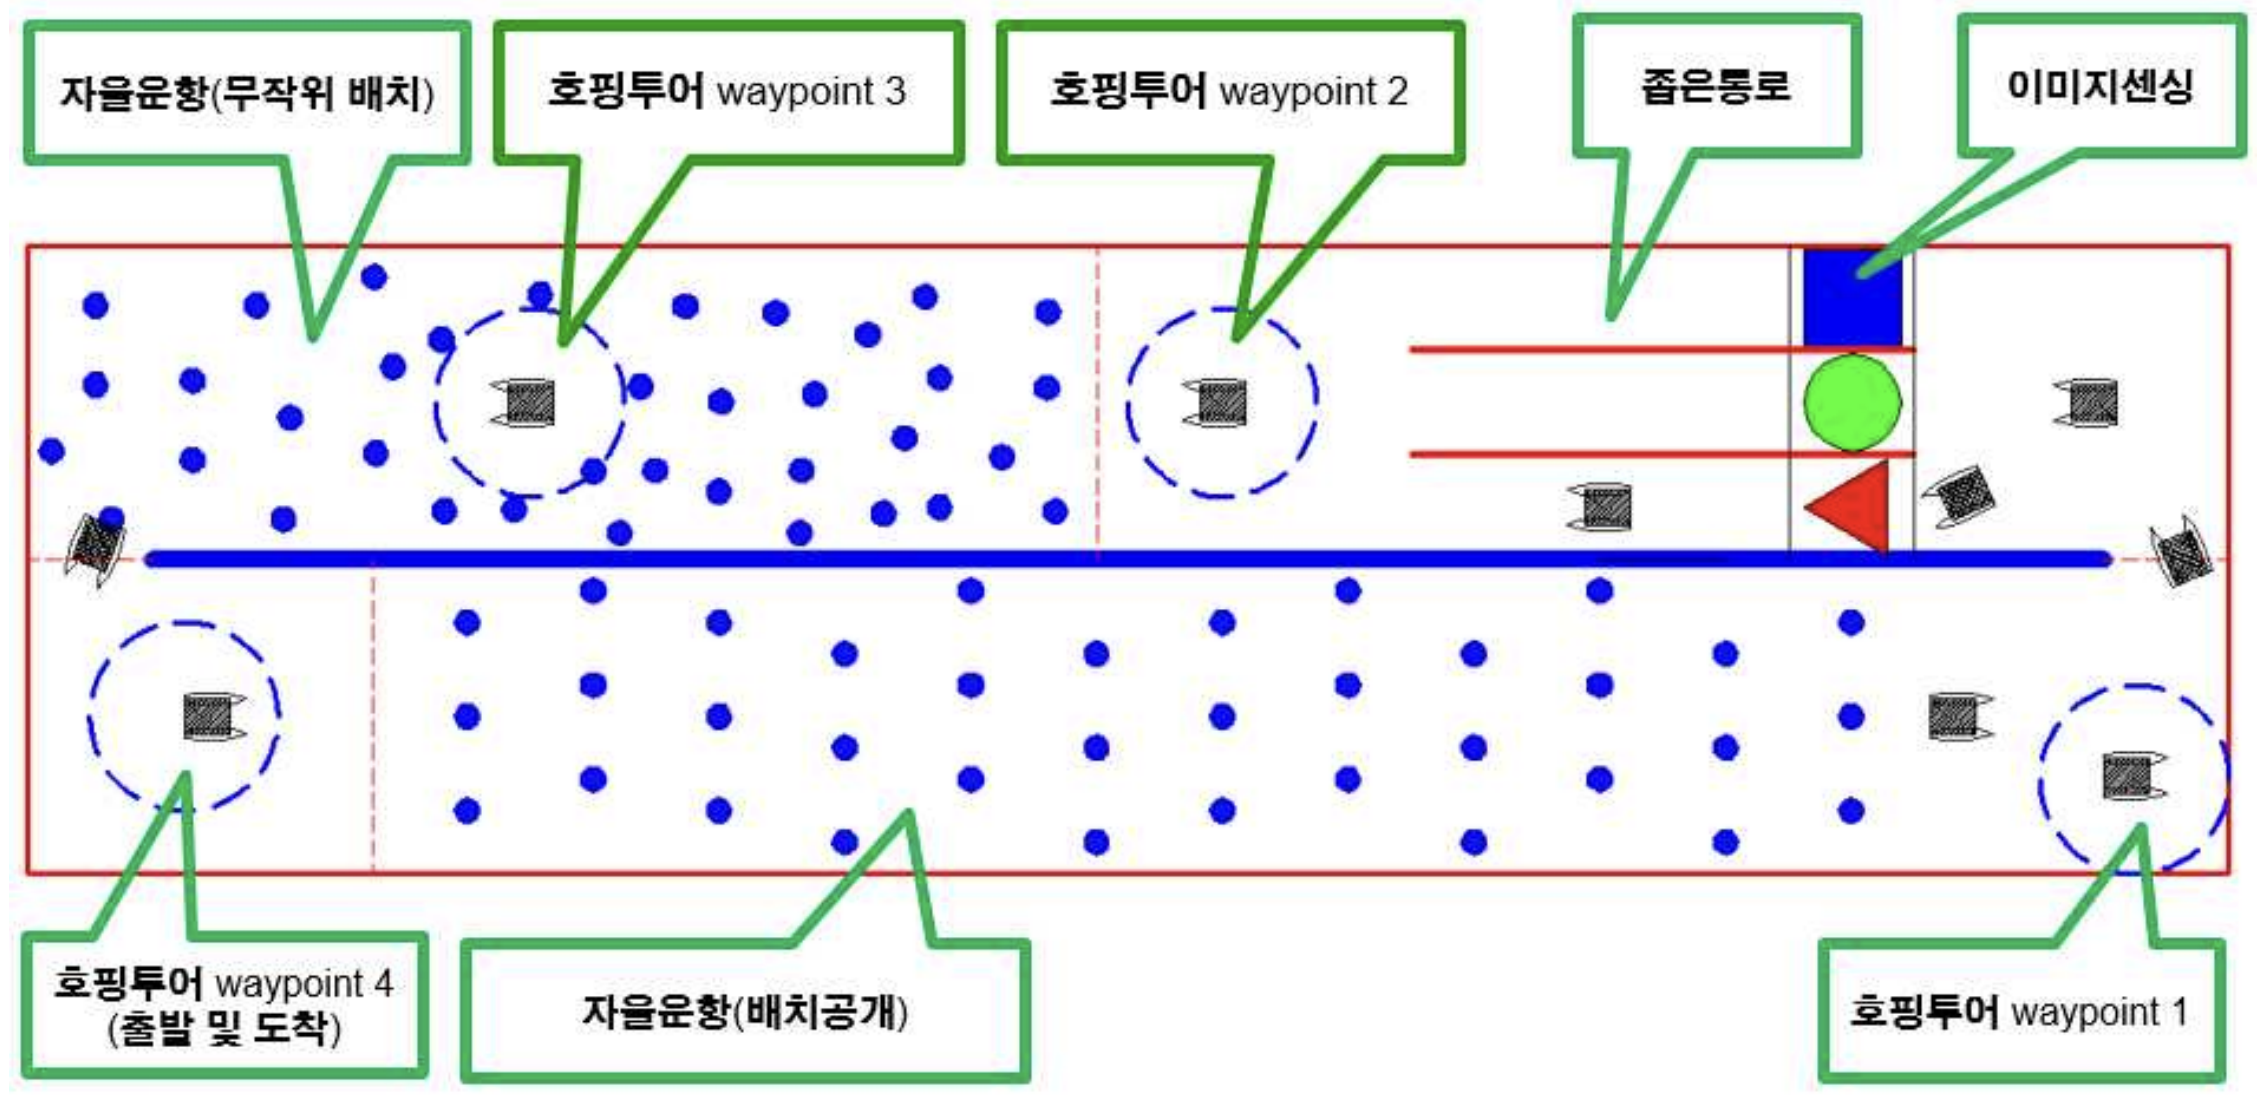 자율운항(무작위 배치)
호핑투어 waypoint 3
호핑투어 waypoint 2
좁은통로
이미지센싱
호핑투어 waypoint 4
(출발 및 도착)
자율운항(배치공개)
호핑투어 waypoint 1